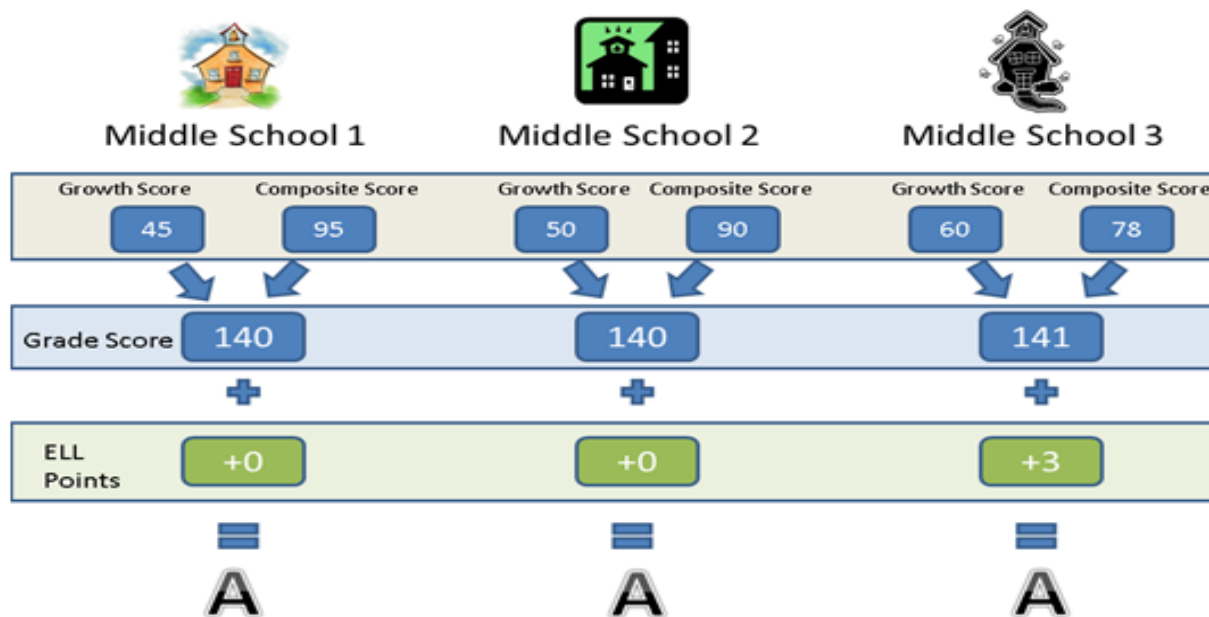 Middle School 1 Middle School 2 Middle School 3
Growth Score Composite Score Growth Score Composite Score Growth Score Composite Score
45 95 50 90 60 78
Grade Score 140 140 141
ELL Points +0 +0 +3
A A A